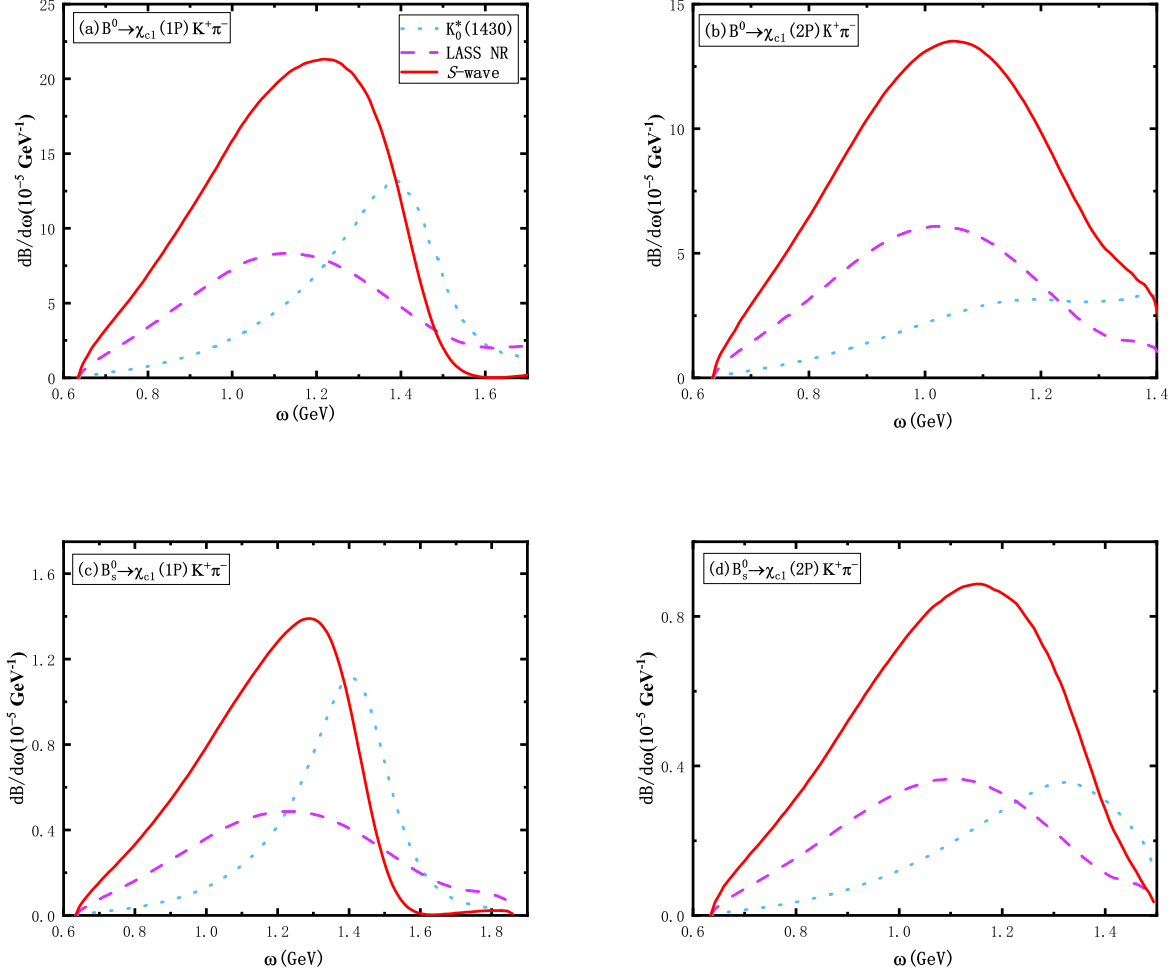 (a) B⁰→χc1(1P) K⁺π⁻
K₀*(1430)
LASS NR
S-wave
25
20
15
10
5
0
dB/dω(10⁻⁵ GeV⁻¹)
0.6 0.8 1.0 1.2 1.4 1.6
ω(GeV)
(b) B⁰→χc1(2P) K⁺π⁻
15
13
10
5
0
dB/dω(10⁻⁵ GeV⁻¹)
0.6 0.8 1.0 1.2 1.4
ω(GeV)
(c) Bs⁰→χc1(1P) K⁺π⁻
1.6
1.2
0.8
0.4
0.0
dB/dω(10⁻⁵ GeV⁻¹)
0.6 0.8 1.0 1.2 1.4 1.6 1.8
ω(GeV)
(d) Bs⁰→χc1(2P) K⁺π⁻
0.8
0.4
0.0
dB/dω(10⁻⁵ GeV⁻¹)
0.6 0.8 1.0 1.2 1.4
ω(GeV)